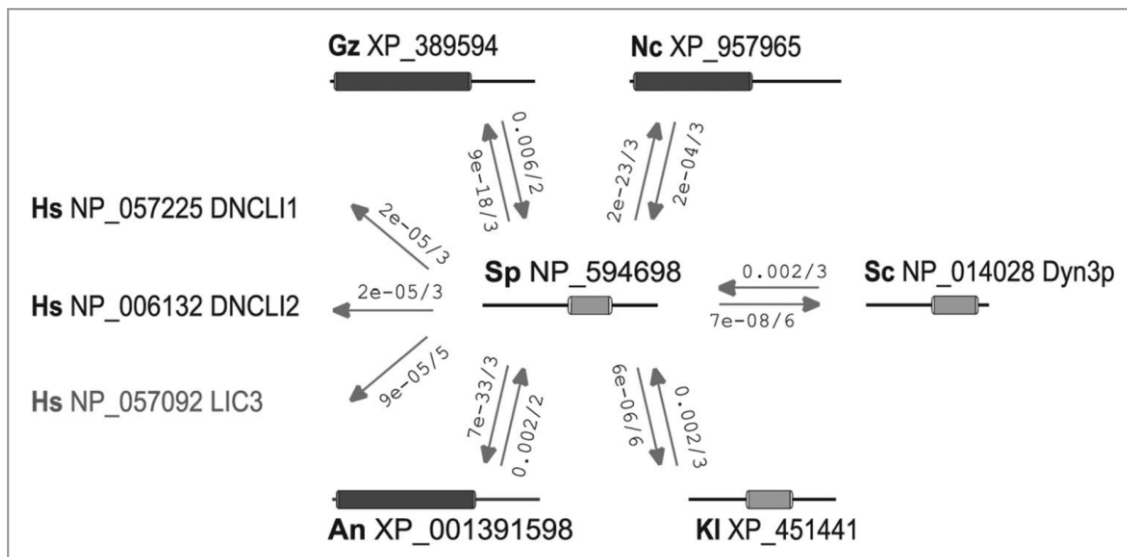 Gz XP_389594
Nc XP_957965
9e-18/3
0.006/2
2e-23/3
2e-04/3
Hs NP_057225 DNCLI1
2e-05/3
Sp NP_594698
0.002/3
Sc NP_014028 Dyn3p
Hs NP_006132 DNCLI2
2e-05/3
7e-08/6
Hs NP_057092 LIC3
9e-05/5
7e-33/3
0.002/2
6e-06/6
0.002/3
An XP_001391598
Kl XP_451441